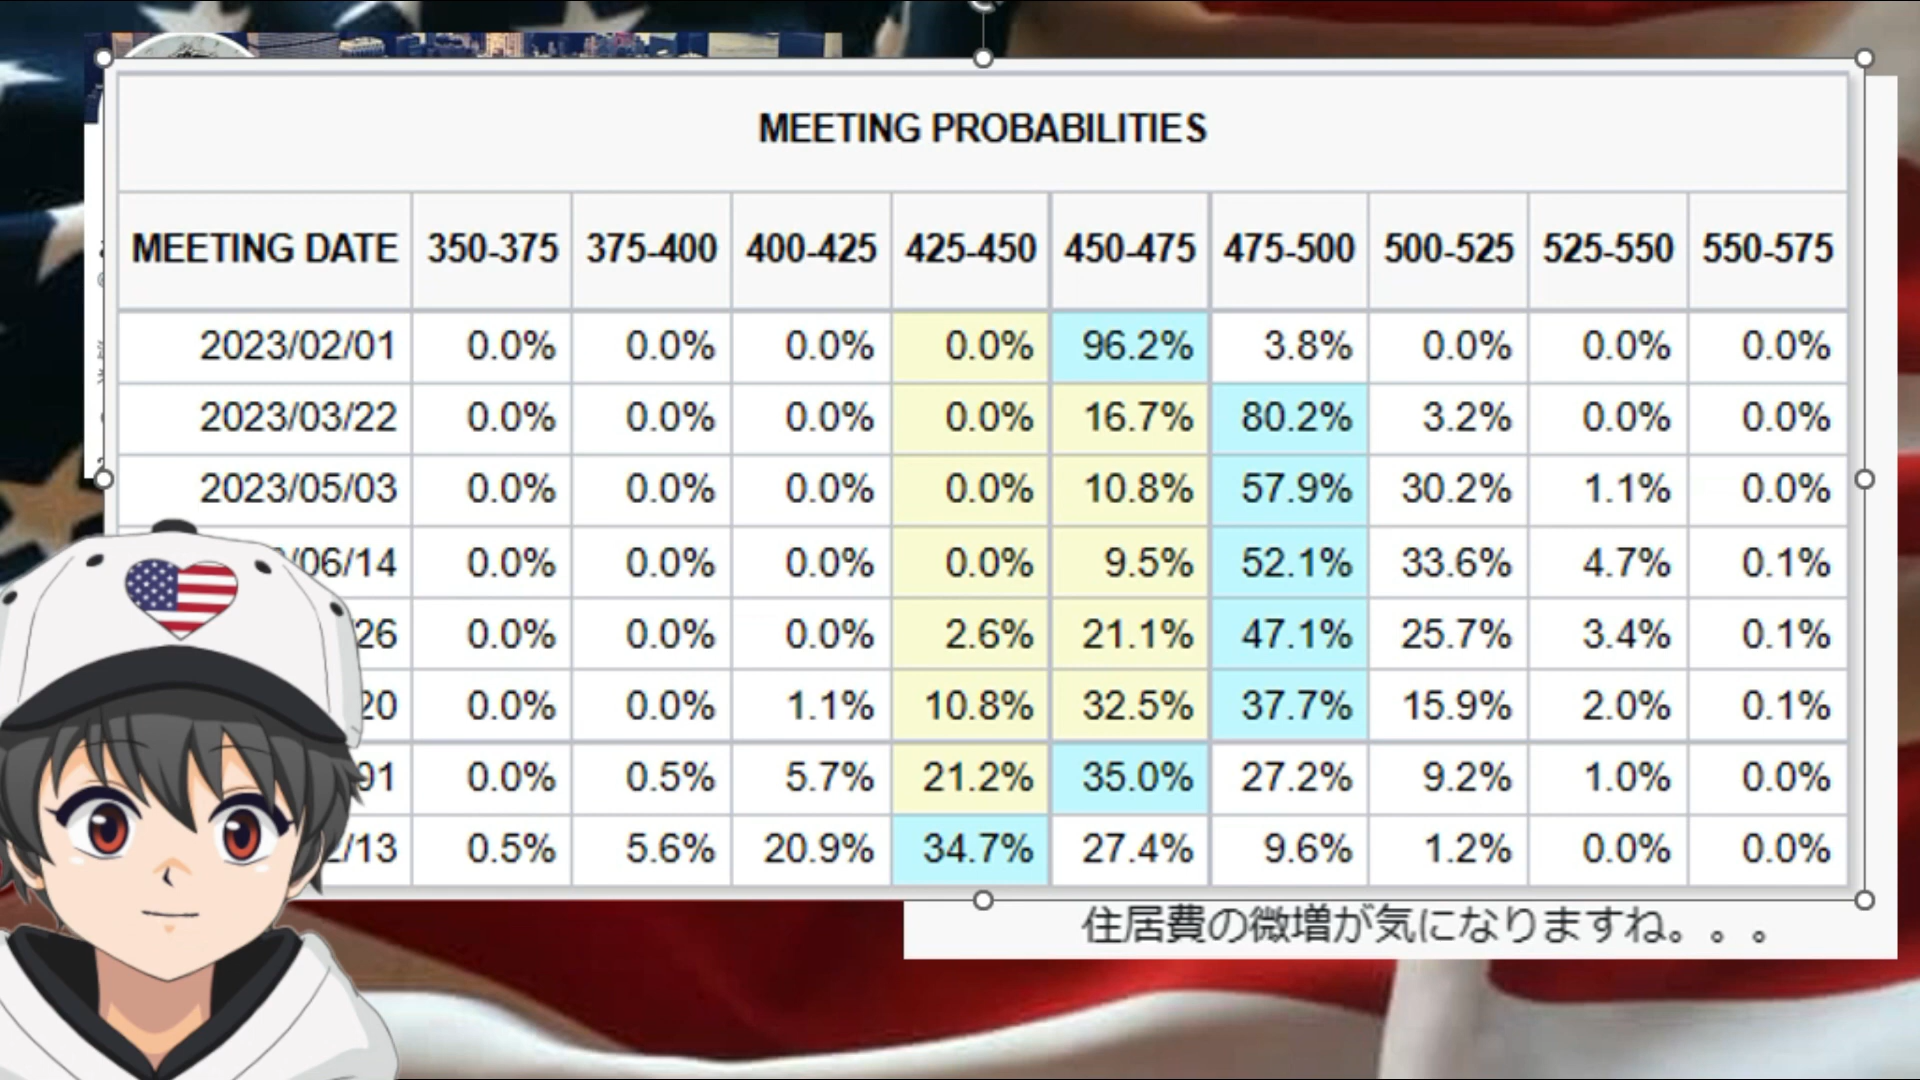 MEETING PROBABILITIES
MEETING DATE 350-375 375-400 400-425 425-450 450-475 475-500 500-525 525-550 550-575
2023/02/01 0.0% 0.0% 0.0% 0.0% 96.2% 3.8% 0.0% 0.0% 0.0%
2023/03/22 0.0% 0.0% 0.0% 0.0% 16.7% 80.2% 3.2% 0.0% 0.0%
2023/05/03 0.0% 0.0% 0.0% 0.0% 10.8% 57.9% 30.2% 1.1% 0.0%
/06/14 0.0% 0.0% 0.0% 0.0% 9.5% 52.1% 33.6% 4.7% 0.1%
26 0.0% 0.0% 0.0% 2.6% 21.1% 47.1% 25.7% 3.4% 0.1%
20 0.0% 0.0% 1.1% 10.8% 32.5% 37.7% 15.9% 2.0% 0.1%
01 0.0% 0.5% 5.7% 21.2% 35.0% 27.2% 9.2% 1.0% 0.0%
2/13 0.5% 5.6% 20.9% 34.7% 27.4% 9.6% 1.2% 0.0% 0.0%
住居費の微増が気になりますね。。。